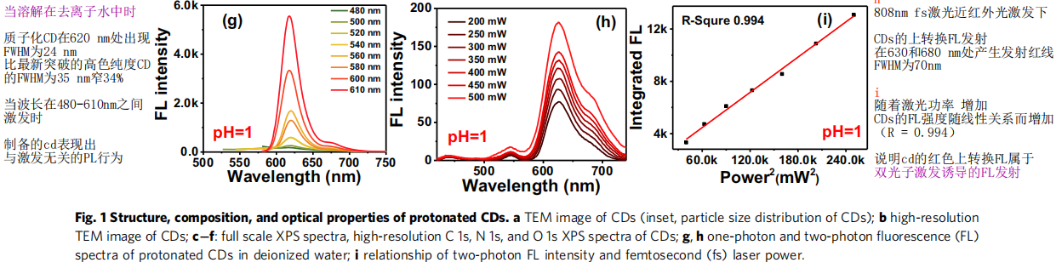 当溶解在去离子水中时
质子化CD在620 nm处出现
FWHM为24 nm
比最新突破的高色纯度CD
的FWHM为35 nm窄34%
当波长在480-610nm之间
激发时
制备的cd表现出
与激发无关的PL行为
(g)
FL intensity
6.0k
4.0k
2.0k
0.0
500 550 600 650 700 750
Wavelength (nm)
pH=1
480 nm
500 nm
520 nm
540 nm
560 nm
580 nm
600 nm
610 nm
(h)
FL intensity
200
150
100
50
0
500 600 700
Wavelength (nm)
pH=1
200 mW
250 mW
300 mW
350 mW
400 mW
450 mW
500 mW
(i)
R-Squre 0.994
Integrated FL
12k
8k
4k
60.0k 120.0k 180.0k 240.0k
Power²(mW²)
pH=1
808nm fs激光近红外光激发下
CDs的上转换FL发射
在630和680 nm处产生发射红线
FWHM为70nm
i
随着激光功率 增加
CDs的FL强度随线性关系而增加
（R = 0.994）
说明cd的红色上转换FL属于
双光子激发诱导的FL发射
Fig. 1 Structure, composition, and optical properties of protonated CDs. a TEM image of CDs (inset, particle size distribution of CDs); b high-resolution
TEM image of CDs; c–f: full scale XPS spectra, high-resolution C 1s, N 1s, and O 1s XPS spectra of CDs; g, h one-photon and two-photon fluorescence (FL)
spectra of protonated CDs in deionized water; i relationship of two-photon FL intensity and femtosecond (fs) laser power.